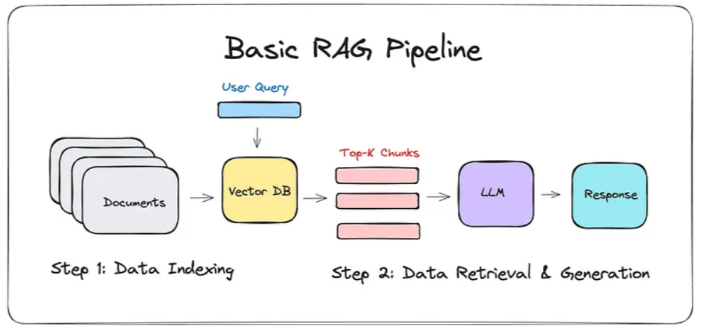 Basic RAG Pipeline
User Query
Top-K Chunks
Documents
Vector DB
LLM
Response
Step 1: Data Indexing
Step 2: Data Retrieval & Generation